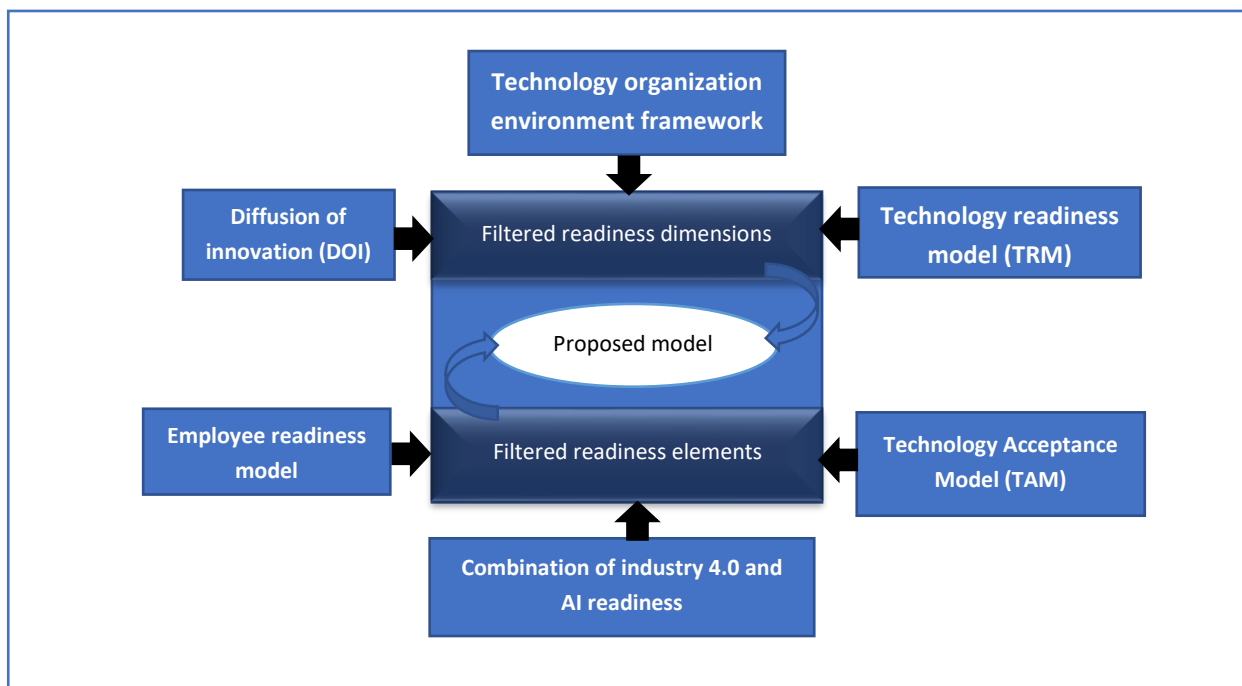 Technology organization
environment framework
Diffusion of
innovation (DOI)
Filtered readiness dimensions
Technology readiness
model (TRM)
Proposed model
Employee readiness
model
Filtered readiness elements
Technology Acceptance
Model (TAM)
Combination of industry 4.0 and
AI readiness